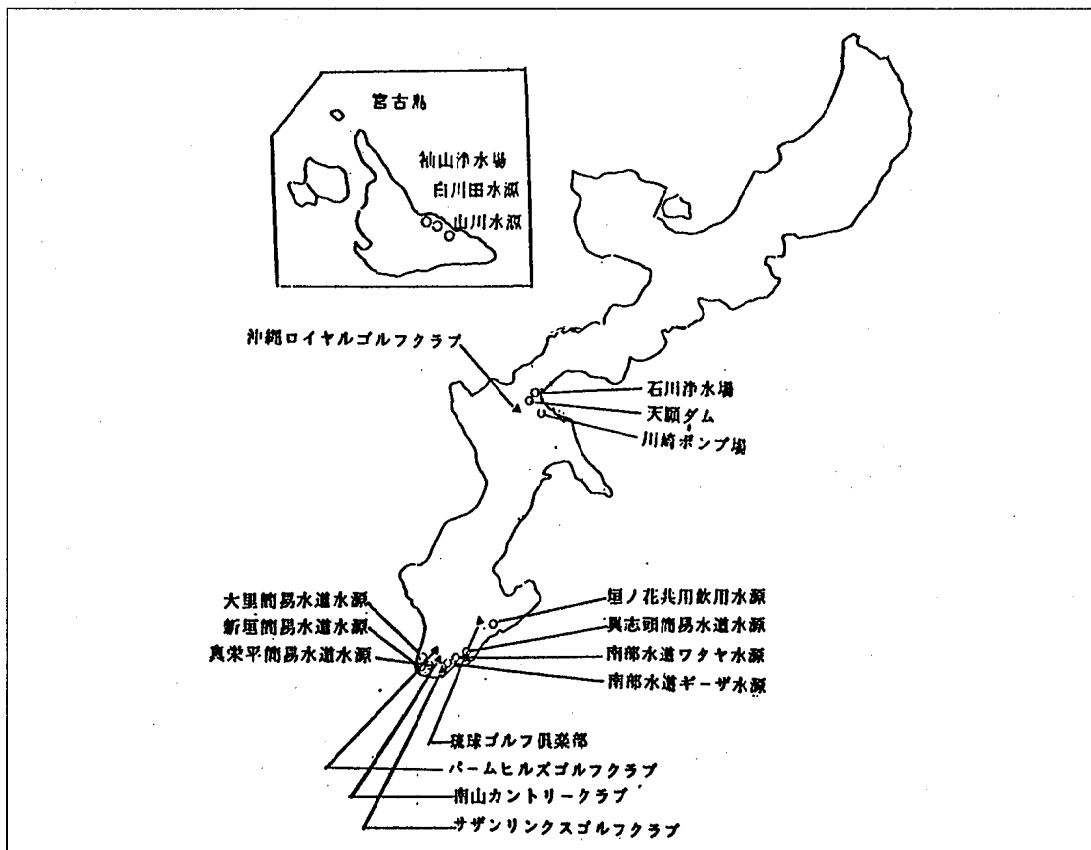 宮古島
袖山浄水場
白川田水源
山川水源
沖縄ロイヤルゴルフクラブ
石川浄水場
天願ダム
川崎ポンプ場
大里簡易水道水源
新垣簡易水道水源
真栄平簡易水道水源
垣ノ花共用飲用水源
具志頭簡易水道水源
南部水道ワタヤ水源
南部水道ギーザ水源
琉球ゴルフ倶楽部
パームヒルズゴルフクラブ
南山カントリークラブ
サザンリンクスゴルフクラブ